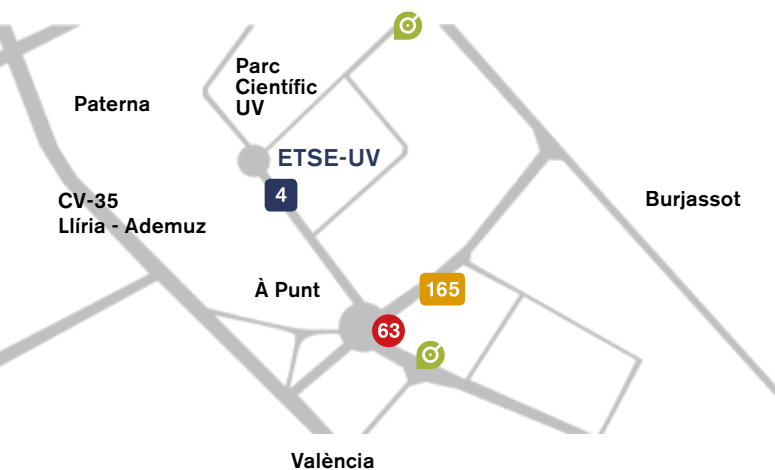 Parc
Científic
UV
Paterna
ETSE-UV
4
CV-35
Llíria - Ademuz
Burjassot
À Punt
165
63
València